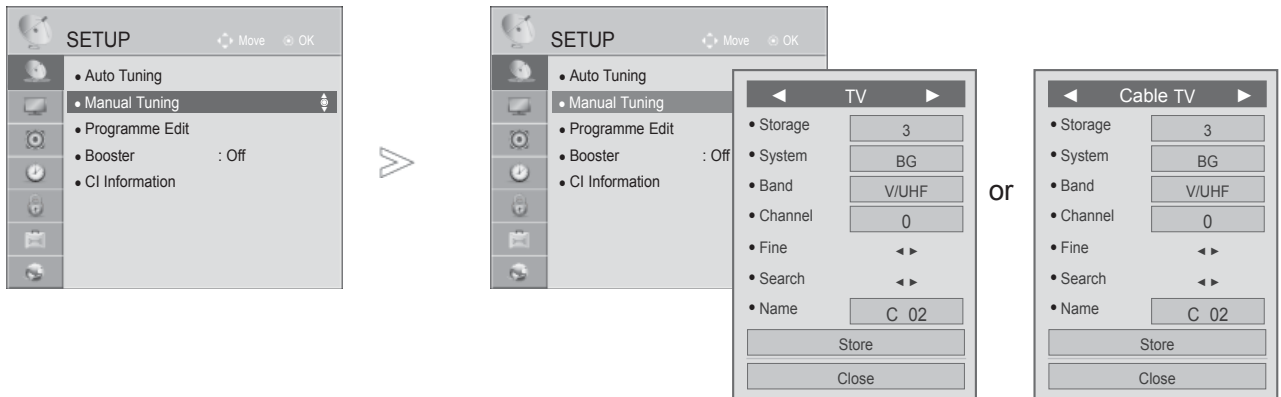 SETUP Move OK
• Auto Tuning
• Manual Tuning
• Programme Edit
• Booster : Off
• CI Information
SETUP Move OK
• Auto Tuning
• Manual Tuning
• Programme Edit
• Booster : Off
• CI Information
◄ TV ►
• Storage 3
• System BG
• Band V/UHF
• Channel 0
• Fine ◄ ►
• Search ◄ ►
• Name C 02
Store
Close
or
◄ Cable TV ►
• Storage 3
• System BG
• Band V/UHF
• Channel 0
• Fine ◄ ►
• Search ◄ ►
• Name C 02
Store
Close